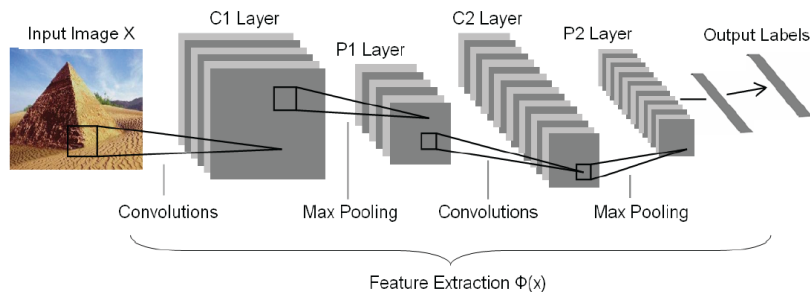 Input Image X
C1 Layer
P1 Layer
C2 Layer
P2 Layer
Output Labels
Convolutions
Max Pooling
Convolutions
Max Pooling
Feature Extraction Φ(x)